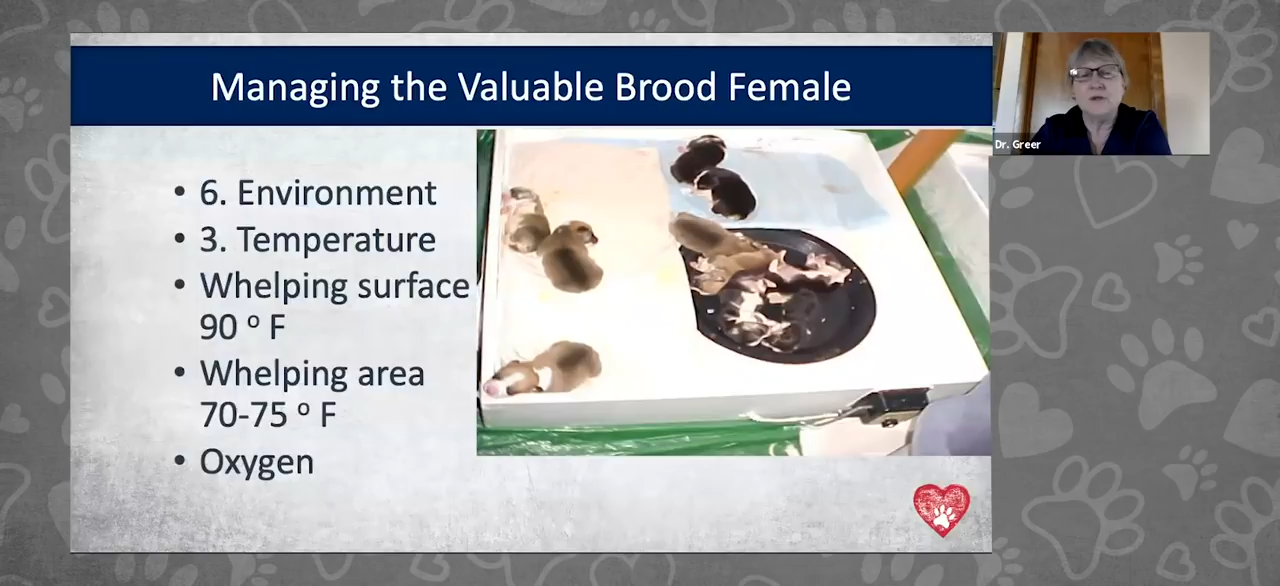 Managing the Valuable Brood Female
Dr. Greer
• 6. Environment
• 3. Temperature
• Whelping surface
90 º F
• Whelping area
70-75 º F
• Oxygen